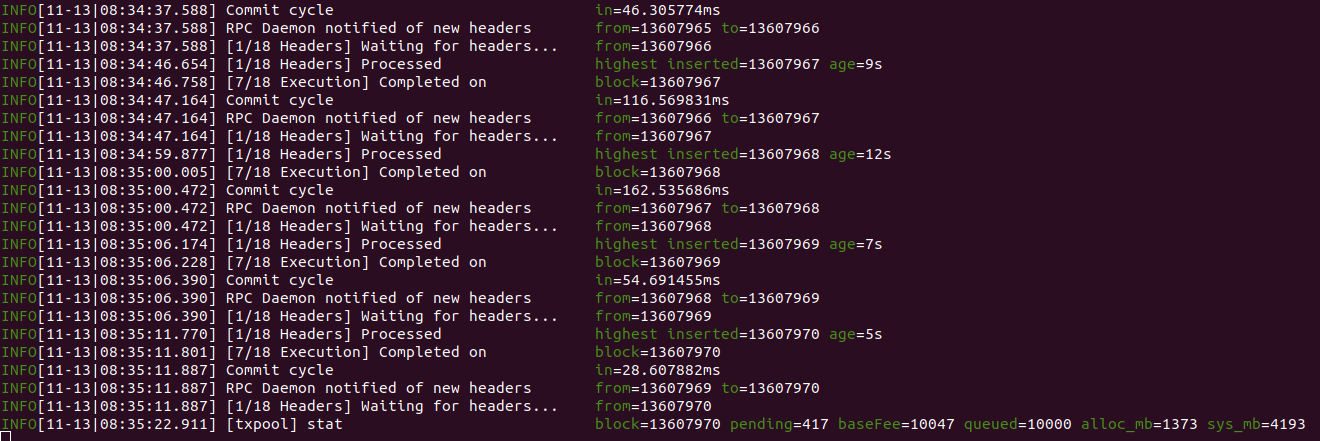 INFO[11-13|08:34:37.588] Commit cycle in=46.305774ms
INFO[11-13|08:34:37.588] RPC Daemon notified of new headers from=13607965 to=13607966
INFO[11-13|08:34:37.588] [1/18 Headers] Waiting for headers... from=13607966
INFO[11-13|08:34:46.654] [1/18 Headers] Processed highest inserted=13607967 age=9s
INFO[11-13|08:34:46.758] [7/18 Execution] Completed on block=13607967
INFO[11-13|08:34:47.164] Commit cycle in=116.569831ms
INFO[11-13|08:34:47.164] RPC Daemon notified of new headers from=13607966 to=13607967
INFO[11-13|08:34:47.164] [1/18 Headers] Waiting for headers... from=13607967
INFO[11-13|08:34:59.877] [1/18 Headers] Processed highest inserted=13607968 age=12s
INFO[11-13|08:35:00.005] [7/18 Execution] Completed on block=13607968
INFO[11-13|08:35:00.472] Commit cycle in=162.535686ms
INFO[11-13|08:35:00.472] RPC Daemon notified of new headers from=13607967 to=13607968
INFO[11-13|08:35:00.472] [1/18 Headers] Waiting for headers... from=13607968
INFO[11-13|08:35:06.174] [1/18 Headers] Processed highest inserted=13607969 age=7s
INFO[11-13|08:35:06.228] [7/18 Execution] Completed on block=13607969
INFO[11-13|08:35:06.390] Commit cycle in=54.691455ms
INFO[11-13|08:35:06.390] RPC Daemon notified of new headers from=13607968 to=13607969
INFO[11-13|08:35:06.390] [1/18 Headers] Waiting for headers... from=13607969
INFO[11-13|08:35:11.770] [1/18 Headers] Processed highest inserted=13607970 age=5s
INFO[11-13|08:35:11.801] [7/18 Execution] Completed on block=13607970
INFO[11-13|08:35:11.887] Commit cycle in=28.607882ms
INFO[11-13|08:35:11.887] RPC Daemon notified of new headers from=13607969 to=13607970
INFO[11-13|08:35:11.887] [1/18 Headers] Waiting for headers... from=13607970
INFO[11-13|08:35:22.911] [txpool] stat block=13607970 pending=417 baseFee=10047 queued=10000 alloc_mb=1373 sys_mb=4193